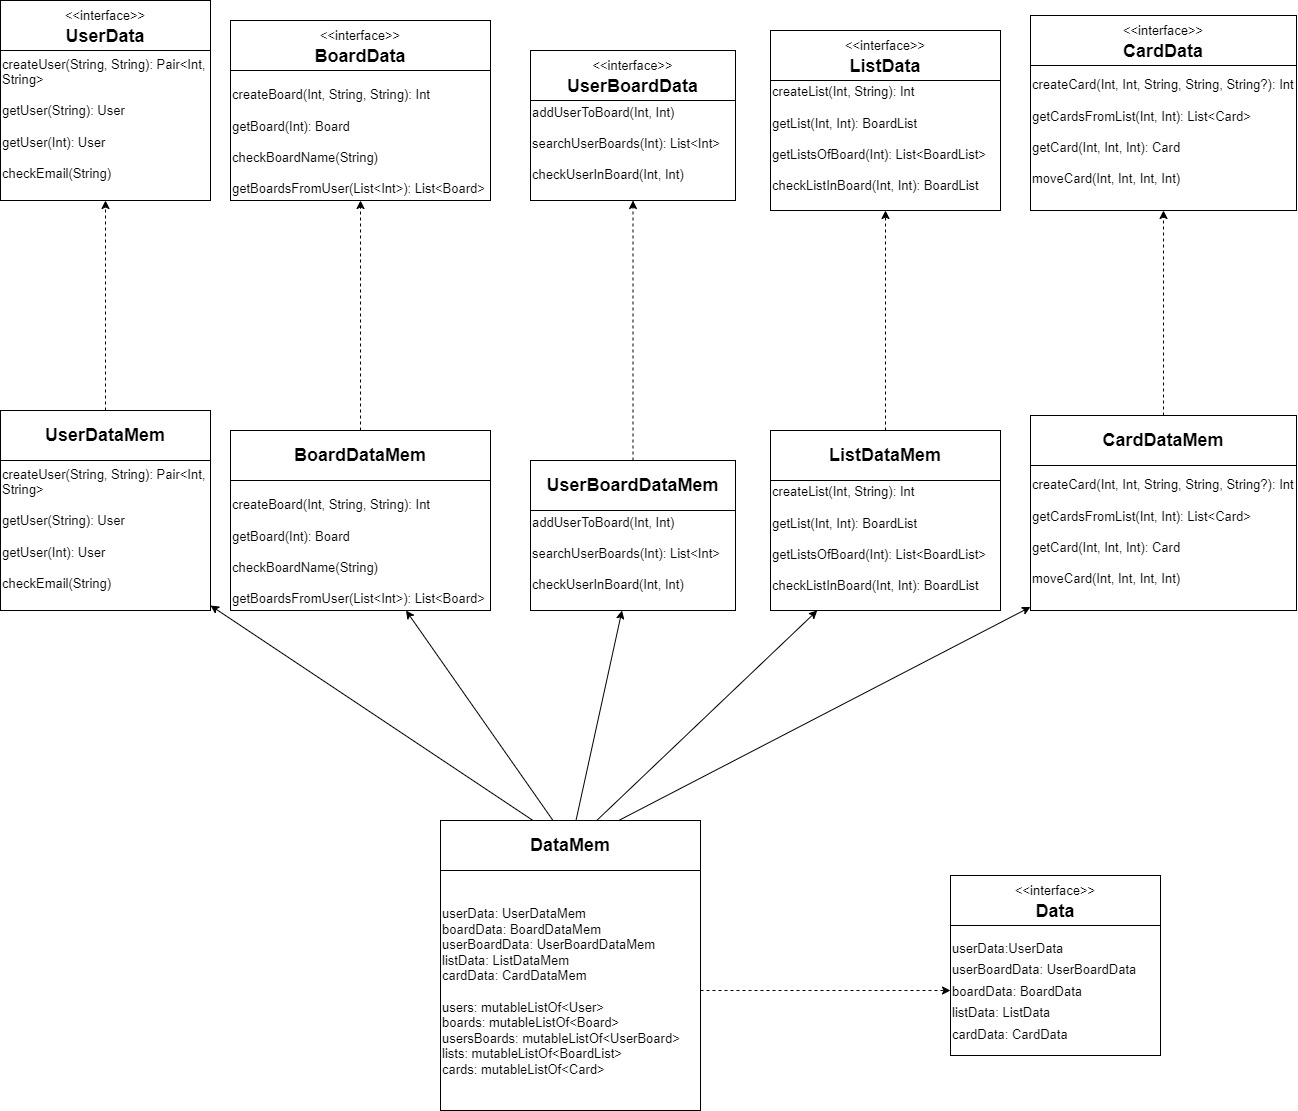 <<interface>>
UserData
createUser(String, String): Pair<Int,
String>
getUser(String): User
getUser(Int): User
checkEmail(String)
<<interface>>
BoardData
createBoard(Int, String, String): Int
getBoard(Int): Board
checkBoardName(String)
getBoardsFromUser(List<Int>): List<Board>
<<interface>>
UserBoardData
addUserToBoard(Int, Int)
searchUserBoards(Int): List<Int>
checkUserInBoard(Int, Int)
<<interface>>
ListData
createList(Int, String): Int
getList(Int, Int): BoardList
getListsOfBoard(Int): List<BoardList>
checkListInBoard(Int, Int): BoardList
<<interface>>
CardData
createCard(Int, Int, String, String, String?): Int
getCardsFromList(Int, Int): List<Card>
getCard(Int, Int, Int): Card
moveCard(Int, Int, Int, Int)
UserDataMem
createUser(String, String): Pair<Int,
String>
getUser(String): User
getUser(Int): User
checkEmail(String)
BoardDataMem
createBoard(Int, String, String): Int
getBoard(Int): Board
checkBoardName(String)
getBoardsFromUser(List<Int>): List<Board>
UserBoardDataMem
addUserToBoard(Int, Int)
searchUserBoards(Int): List<Int>
checkUserInBoard(Int, Int)
ListDataMem
createList(Int, String): Int
getList(Int, Int): BoardList
getListsOfBoard(Int): List<BoardList>
checkListInBoard(Int, Int): BoardList
CardDataMem
createCard(Int, Int, String, String, String?): Int
getCardsFromList(Int, Int): List<Card>
getCard(Int, Int, Int): Card
moveCard(Int, Int, Int, Int)
DataMem
userData: UserDataMem
boardData: BoardDataMem
userBoardData: UserBoardDataMem
listData: ListDataMem
cardData: CardDataMem
users: mutableListOf<User>
boards: mutableListOf<Board>
usersBoards: mutableListOf<UserBoard>
lists: mutableListOf<BoardList>
cards: mutableListOf<Card>
<<interface>>
Data
userData:UserData
userBoardData: UserBoardData
boardData: BoardData
listData: ListData
cardData: CardData